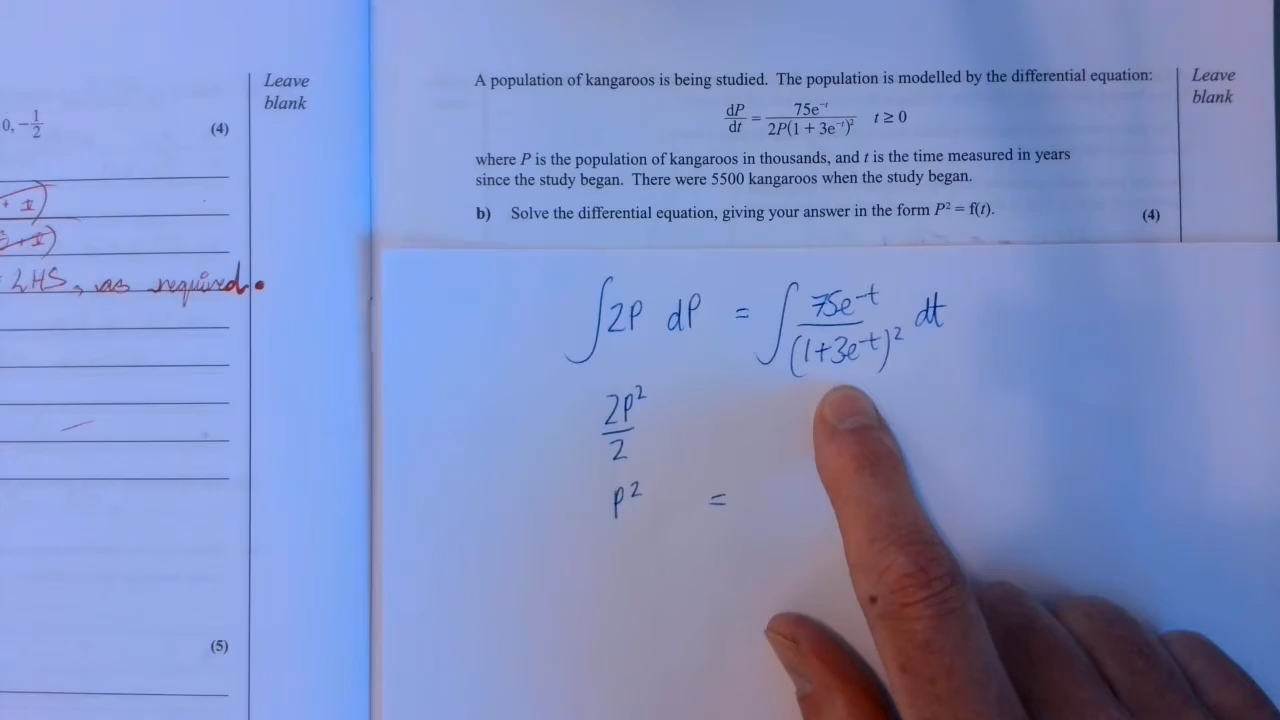 Leave
blank
0, -1/2
(4)
LHS, as required.
(5)
A population of kangaroos is being studied. The population is modelled by the differential equation:
dP/dt = 75e⁻ᵗ / 2P(1 + 3e⁻ᵗ)² t ≥ 0
where P is the population of kangaroos in thousands, and t is the time measured in years
since the study began. There were 5500 kangaroos when the study began.
b) Solve the differential equation, giving your answer in the form P² = f(t).
(4)
Leave
blank
∫2P dP = ∫ 75e⁻ᵗ / (1+3e⁻ᵗ)² dt
2P²/2
P² =